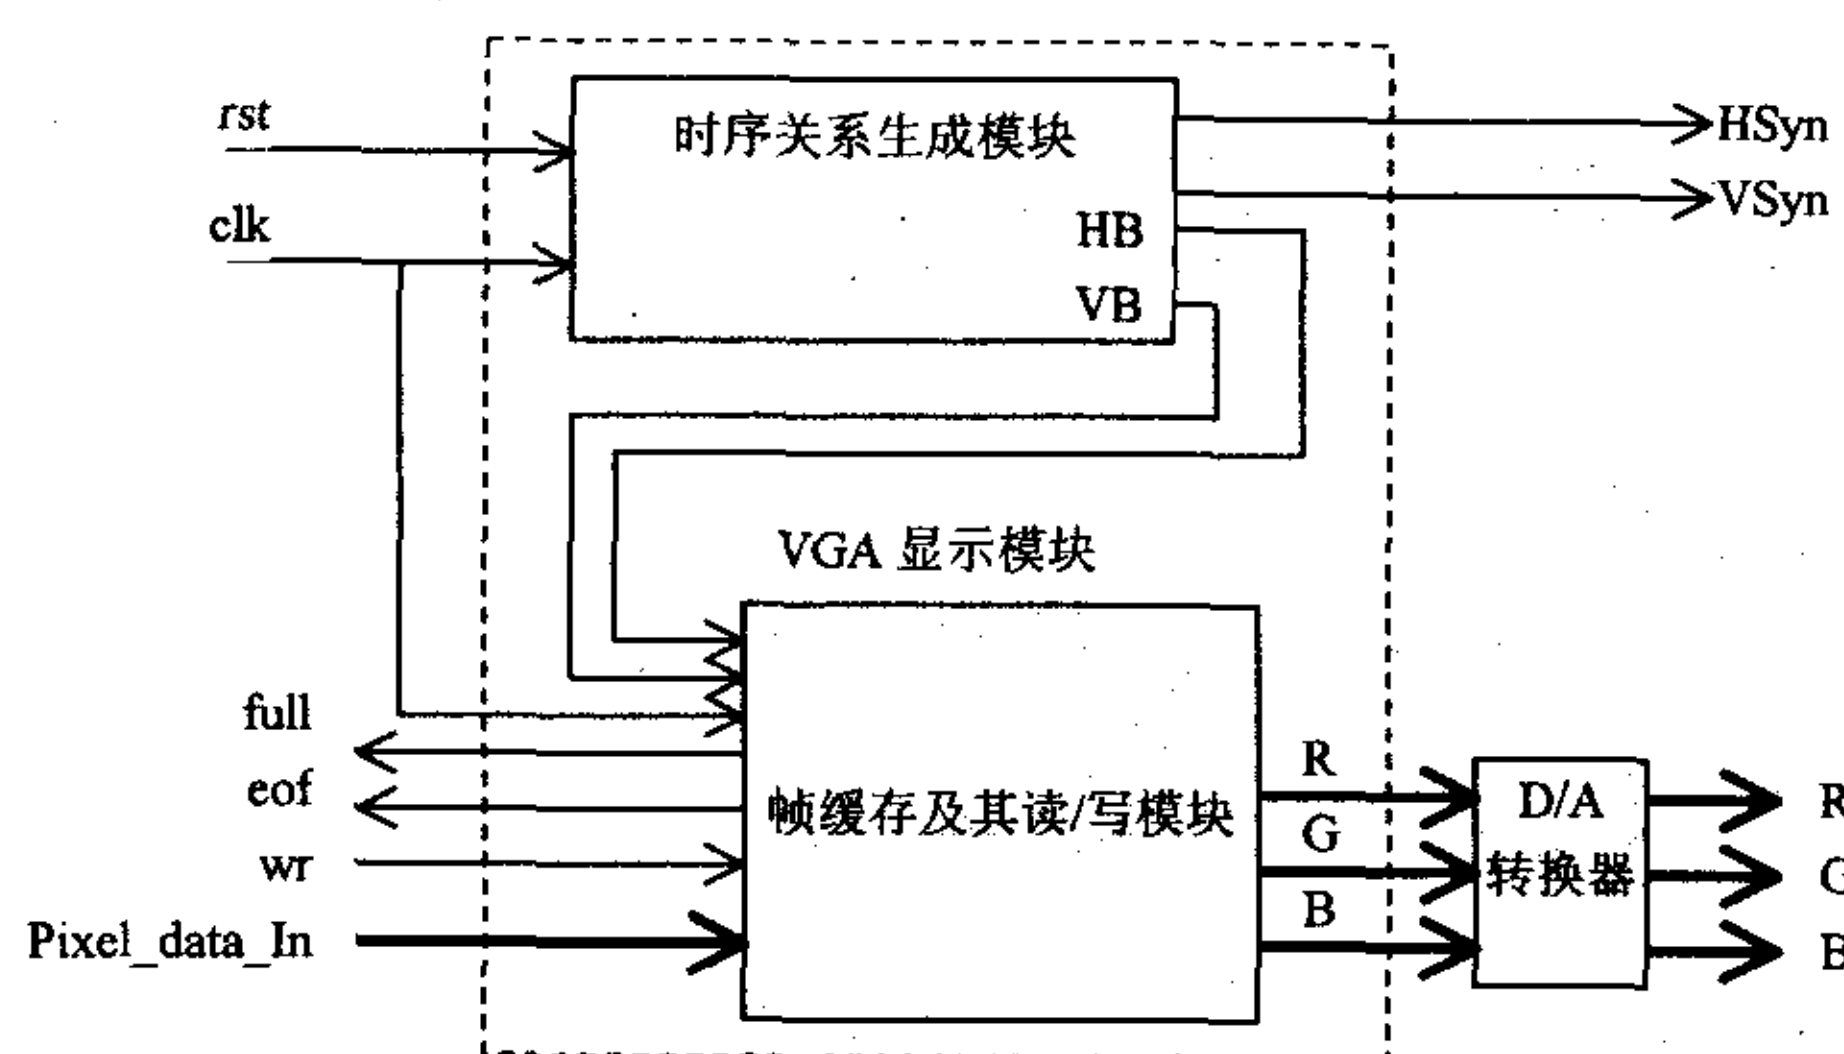 rst
时序关系生成模块
HSyn
VSyn
clk
HB
VB
VGA 显示模块
full
eof
wr
Pixel_data_In
帧缓存及其读/写模块
R
G
B
D/A
转换器
R
G
B